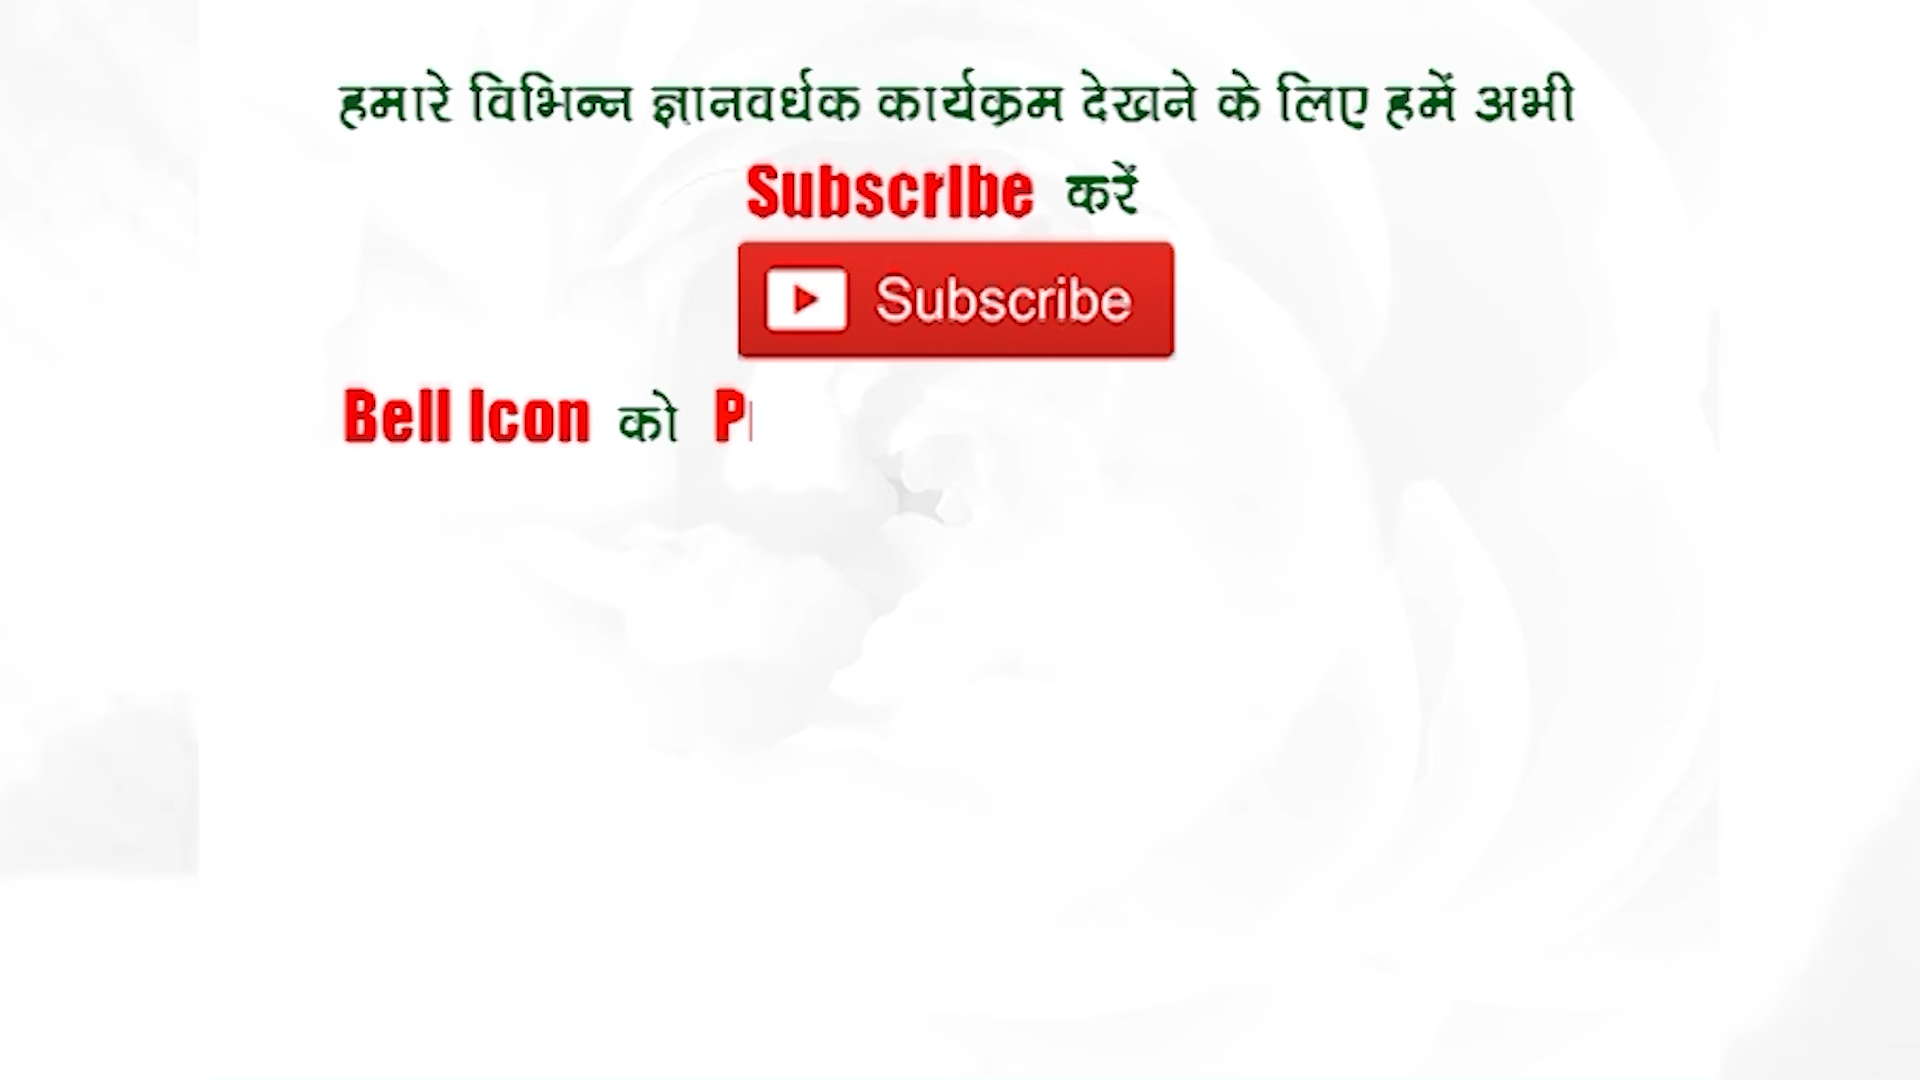 हमारे विभिन्न ज्ञानवर्धक कार्यक्रम देखने के लिए हमें अभी
Subscribe करें
Subscribe
Bell Icon को